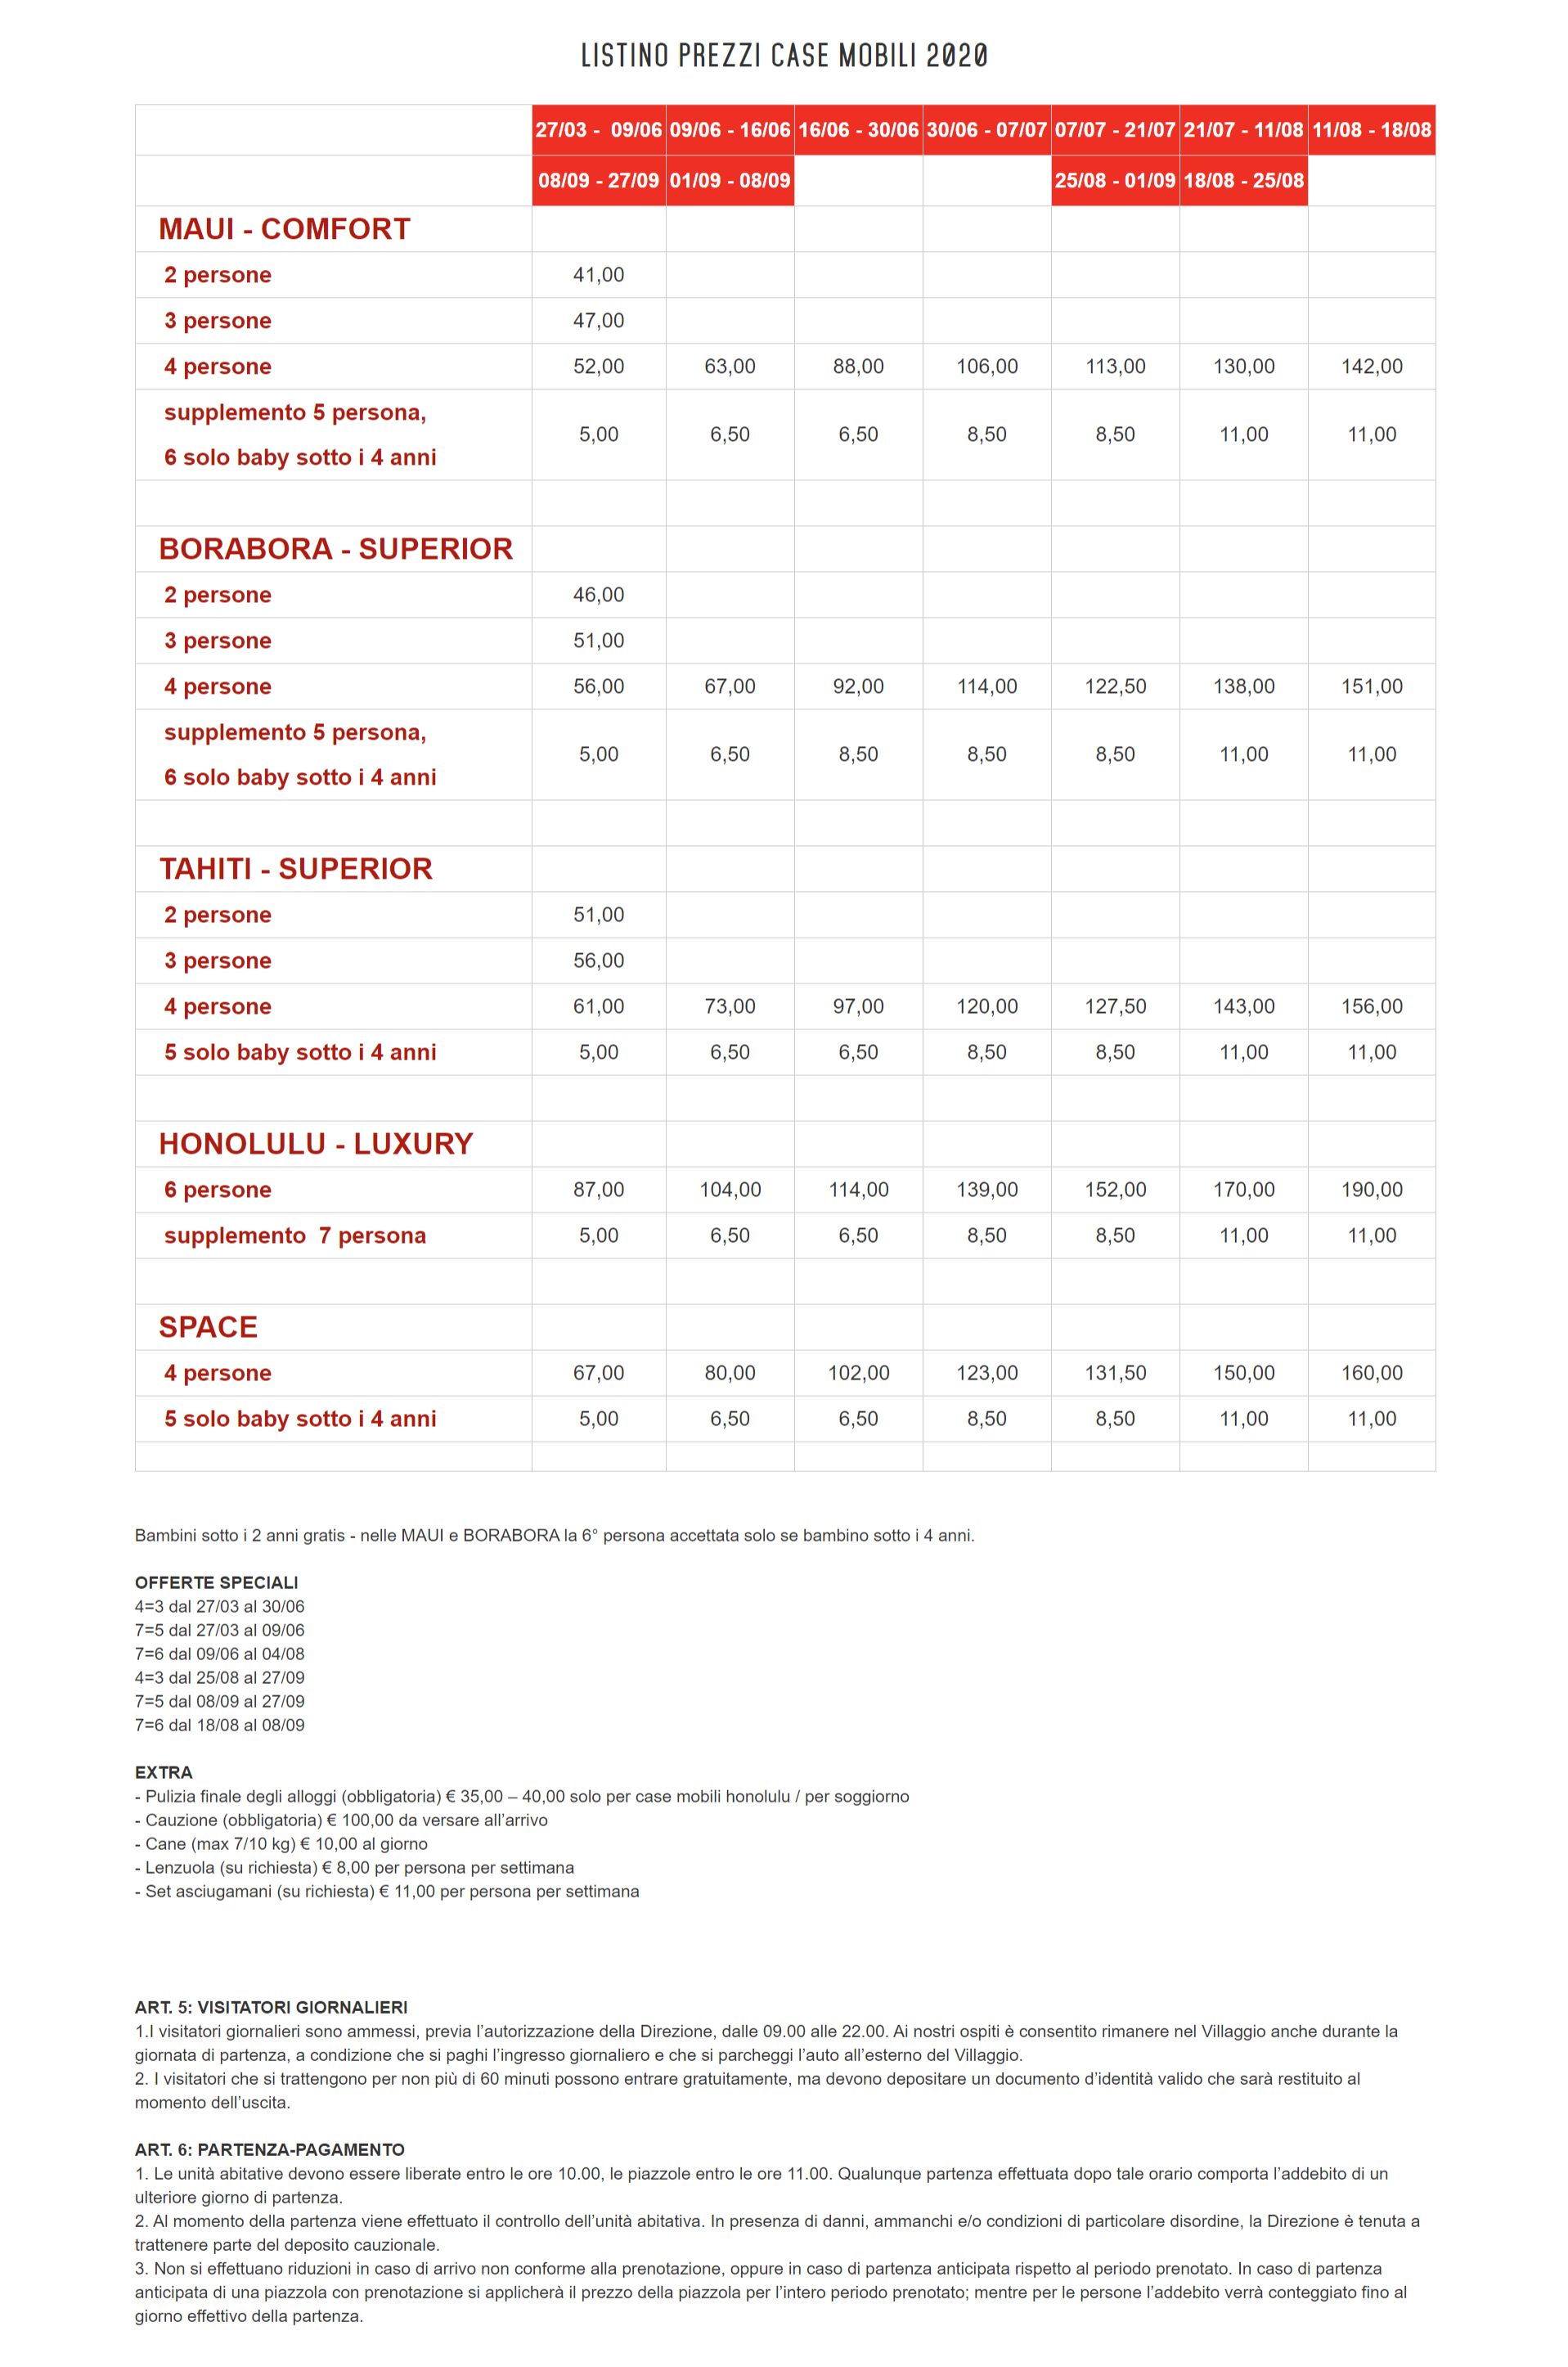 LISTINO PREZZI CASE MOBILI 2020
27/03 - 09/06 09/06 - 16/06 16/06 - 30/06 30/06 - 07/07 07/07 - 21/07 21/07 - 11/08 11/08 - 18/08
08/09 - 27/09 01/09 - 08/09 25/08 - 01/09 18/08 - 25/08
MAUI - COMFORT
2 persone 41,00
3 persone 47,00
4 persone 52,00 63,00 88,00 106,00 113,00 130,00 142,00
supplemento 5 persona,
5,00 6,50 6,50 8,50 8,50 11,00 11,00
6 solo baby sotto i 4 anni
BORABORA - SUPERIOR
2 persone 46,00
3 persone 51,00
4 persone 56,00 67,00 92,00 114,00 122,50 138,00 151,00
supplemento 5 persona,
5,00 6,50 8,50 8,50 8,50 11,00 11,00
6 solo baby sotto i 4 anni
TAHITI - SUPERIOR
2 persone 51,00
3 persone 56,00
4 persone 61,00 73,00 97,00 120,00 127,50 143,00 156,00
5 solo baby sotto i 4 anni 5,00 6,50 6,50 8,50 8,50 11,00 11,00
HONOLULU - LUXURY
6 persone 87,00 104,00 114,00 139,00 152,00 170,00 190,00
supplemento 7 persona 5,00 6,50 6,50 8,50 8,50 11,00 11,00
SPACE
4 persone 67,00 80,00 102,00 123,00 131,50 150,00 160,00
5 solo baby sotto i 4 anni 5,00 6,50 6,50 8,50 8,50 11,00 11,00
Bambini sotto i 2 anni gratis - nelle MAUI e BORABORA la 6° persona accettata solo se bambino sotto i 4 anni.
OFFERTE SPECIALI
4=3 dal 27/03 al 30/06
7=5 dal 27/03 al 09/06
7=6 dal 09/06 al 04/08
4=3 dal 25/08 al 27/09
7=5 dal 08/09 al 27/09
7=6 dal 18/08 al 08/09
EXTRA
- Pulizia finale degli alloggi (obbligatoria) € 35,00 – 40,00 solo per case mobili honolulu / per soggiorno
- Cauzione (obbligatoria) € 100,00 da versare all’arrivo
- Cane (max 7/10 kg) € 10,00 al giorno
- Lenzuola (su richiesta) € 8,00 per persona per settimana
- Set asciugamani (su richiesta) € 11,00 per persona per settimana
ART. 5: VISITATORI GIORNALIERI
1.I visitatori giornalieri sono ammessi, previa l’autorizzazione della Direzione, dalle 09.00 alle 22.00. Ai nostri ospiti è consentito rimanere nel Villaggio anche durante la
giornata di partenza, a condizione che si paghi l’ingresso giornaliero e che si parcheggi l’auto all’esterno del Villaggio.
2. I visitatori che si trattengono per non più di 60 minuti possono entrare gratuitamente, ma devono depositare un documento d’identità valido che sarà restituito al
momento dell’uscita.
ART. 6: PARTENZA-PAGAMENTO
1. Le unità abitative devono essere liberate entro le ore 10.00, le piazzole entro le ore 11.00. Qualunque partenza effettuata dopo tale orario comporta l’addebito di un
ulteriore giorno di partenza.
2. Al momento della partenza viene effettuato il controllo dell’unità abitativa. In presenza di danni, ammanchi e/o condizioni di particolare disordine, la Direzione è tenuta a
trattenere parte del deposito cauzionale.
3. Non si effettuano riduzioni in caso di arrivo non conforme alla prenotazione, oppure in caso di partenza anticipata rispetto al periodo prenotato. In caso di partenza
anticipata di una piazzola con prenotazione si applicherà il prezzo della piazzola per l’intero periodo prenotato; mentre per le persone l’addebito verrà conteggiato fino al
giorno effettivo della partenza.